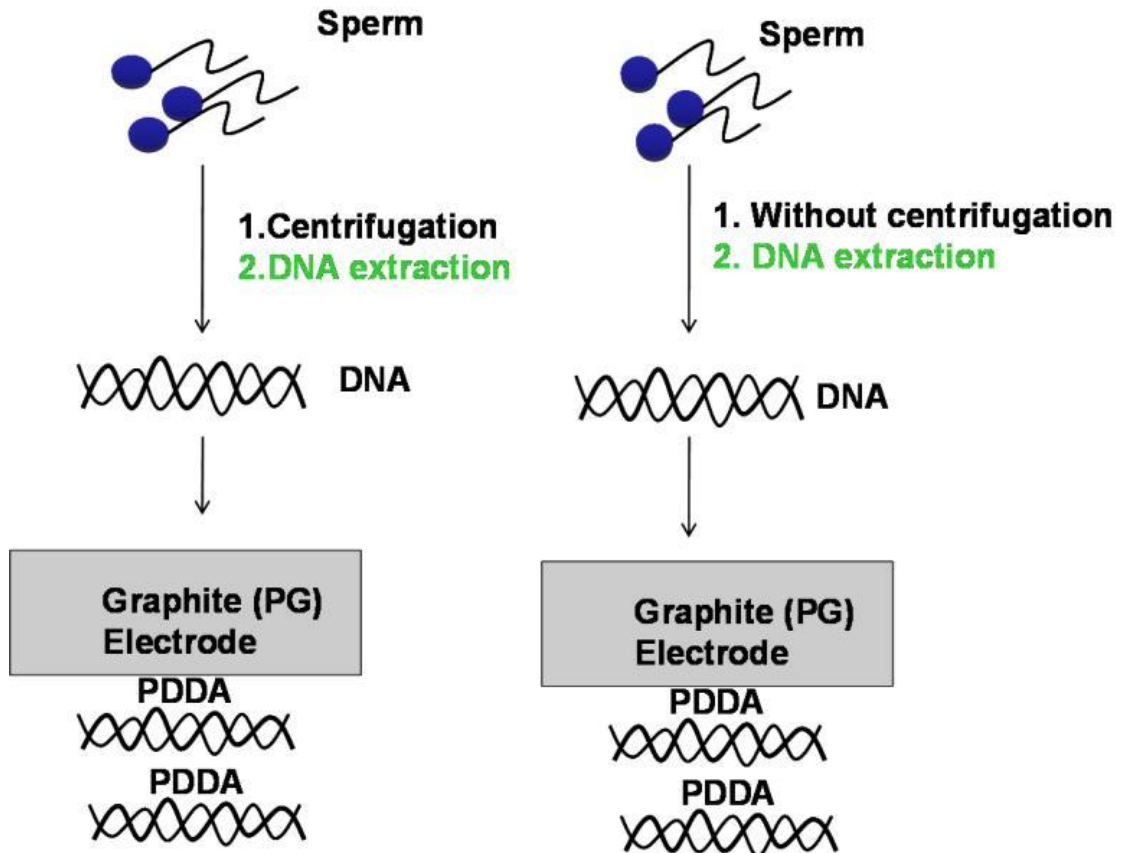 Sperm
1.Centrifugation
2.DNA extraction
DNA
Graphite (PG)
Electrode
PDDA
PDDA
Sperm
1. Without centrifugation
2. DNA extraction
DNA
Graphite (PG)
Electrode
PDDA
PDDA